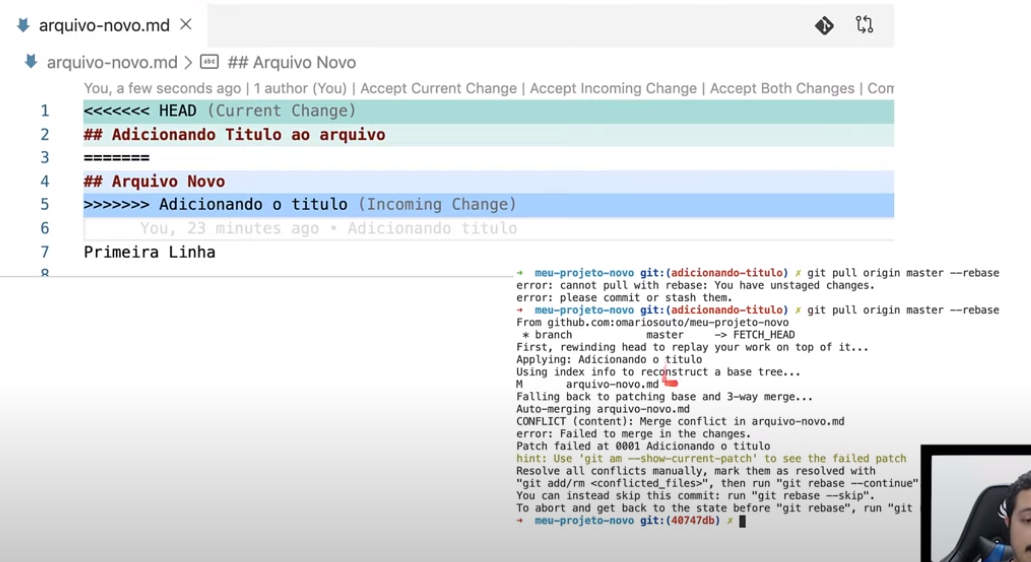 arquivo-novo.md
arquivo-novo.md > abc ## Arquivo Novo
You, a few seconds ago | 1 author (You) | Accept Current Change | Accept Incoming Change | Accept Both Changes | Com
1 <<<<<<< HEAD (Current Change)
2 ## Adicionando Titulo ao arquivo
3 =======
4 ## Arquivo Novo
5 >>>>>>> Adicionando o titulo (Incoming Change)
6 You, 23 minutes ago • Adicionando titulo
7 Primeira Linha
8
➜ meu-projeto-novo git:(adicionando-titulo) ✗ git pull origin master --rebase
error: cannot pull with rebase: You have unstaged changes.
error: please commit or stash them.
➜ meu-projeto-novo git:(adicionando-titulo) ✗ git pull origin master --rebase
From github.com:omariosouto/meu-projeto-novo
* branch master -> FETCH_HEAD
First, rewinding head to replay your work on top of it...
Applying: Adicionando o titulo
Using index info to reconstruct a base tree...
M arquivo-novo.md
Falling back to patching base and 3-way merge...
Auto-merging arquivo-novo.md
CONFLICT (content): Merge conflict in arquivo-novo.md
error: Failed to merge in the changes.
Patch failed at 0001 Adicionando o titulo
hint: Use 'git am --show-current-patch' to see the failed patch
Resolve all conflicts manually, mark them as resolved with
"git add/rm <conflicted_files>", then run "git rebase --continue"
You can instead skip this commit: run "git rebase --skip".
To abort and get back to the state before "git rebase", run "git
➜ meu-projeto-novo git:(40747db) ✗